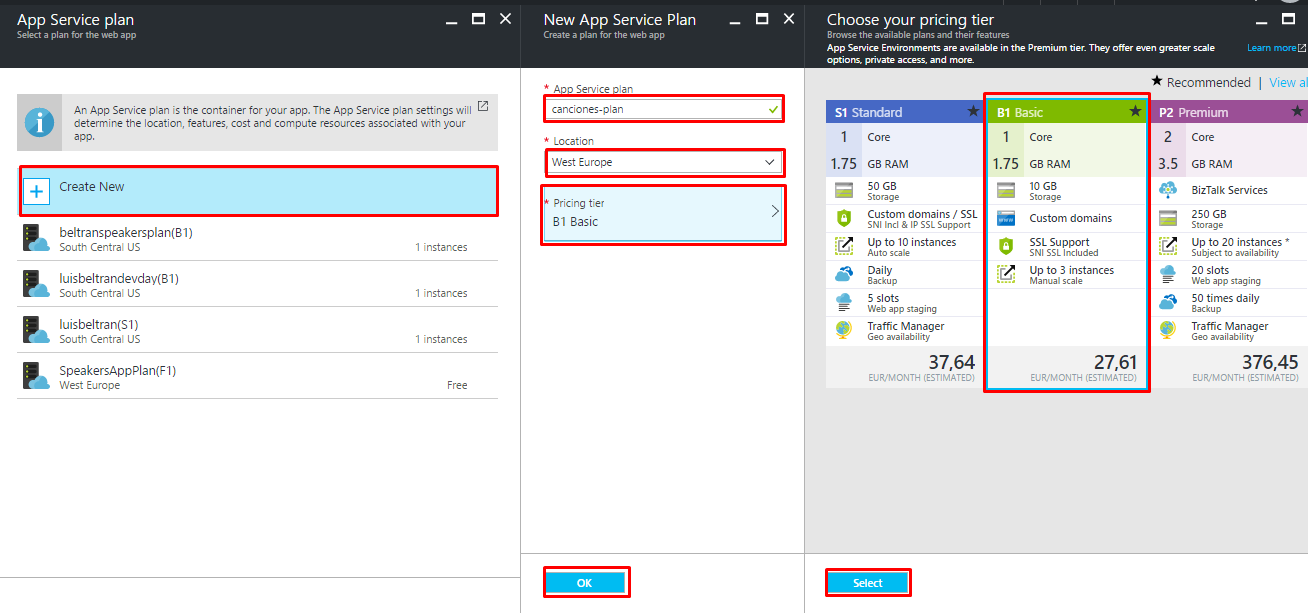 App Service plan
Select a plan for the web app
An App Service plan is the container for your app. The App Service plan settings will
determine the location, features, cost and compute resources associated with your
app.
Create New
beltranspeakersplan(B1)
South Central US
1 instances
luisbeltrandevday(B1)
South Central US
1 instances
luisbeltran(S1)
South Central US
1 instances
SpeakersAppPlan(F1)
West Europe
Free
New App Service Plan
Create a plan for the web app
* App Service plan
canciones-plan
* Location
West Europe
* Pricing tier
B1 Basic
OK
Choose your pricing tier
Browse the available plans and their features
App Service Environments are available in the Premium tier. They offer even greater scale
options, private access, and more.
Learn more
★ Recommended | View al
S1 Standard ★
1 Core
1.75 GB RAM
50 GB
Storage
Custom domains / SSL
SNI Incl & IP SSL Support
Up to 10 instances
Auto scale
Daily
Backup
5 slots
Web app staging
Traffic Manager
Geo availability
37,64
EUR/MONTH (ESTIMATED)
B1 Basic ★
1 Core
1.75 GB RAM
10 GB
Storage
Custom domains
SSL Support
SNI SSL Included
Up to 3 instances
Manual scale
27,61
EUR/MONTH (ESTIMATED)
P2 Premium ★
2 Core
3.5 GB RAM
BizTalk Services
250 GB
Storage
Up to 20 instances *
Subject to availability
20 slots
Web app staging
50 times daily
Backup
Traffic Manager
Geo availability
376,45
EUR/MONTH (ESTIMATED)
Select